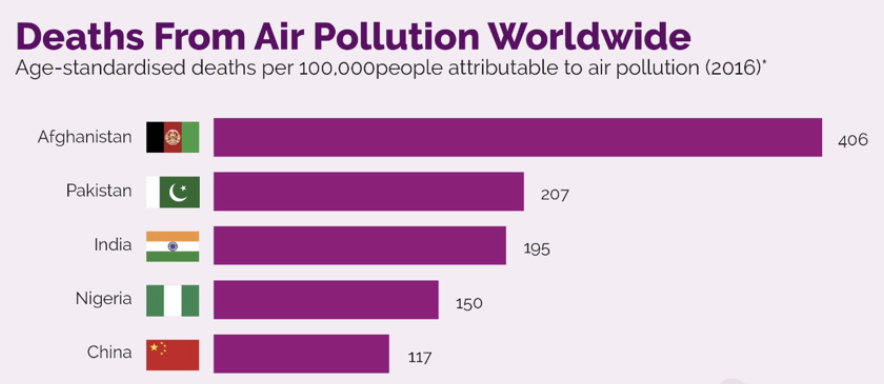 Deaths From Air Pollution Worldwide
Age-standardised deaths per 100,000people attributable to air pollution (2016)*
Afghanistan 406
Pakistan 207
India 195
Nigeria 150
China 117